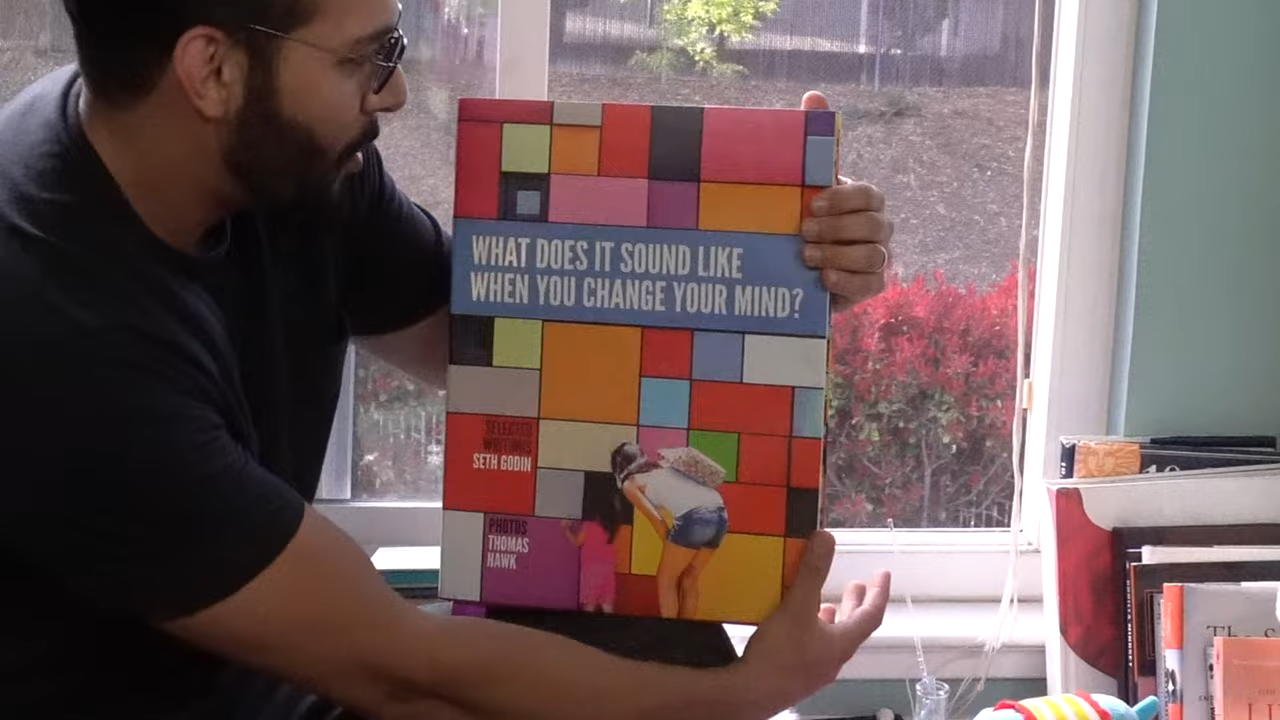 WHAT DOES IT SOUND LIKE
WHEN YOU CHANGE YOUR MIND?
SELECTED
WRITINGS
SETH GODIN
PHOTOS
THOMAS
HAWK